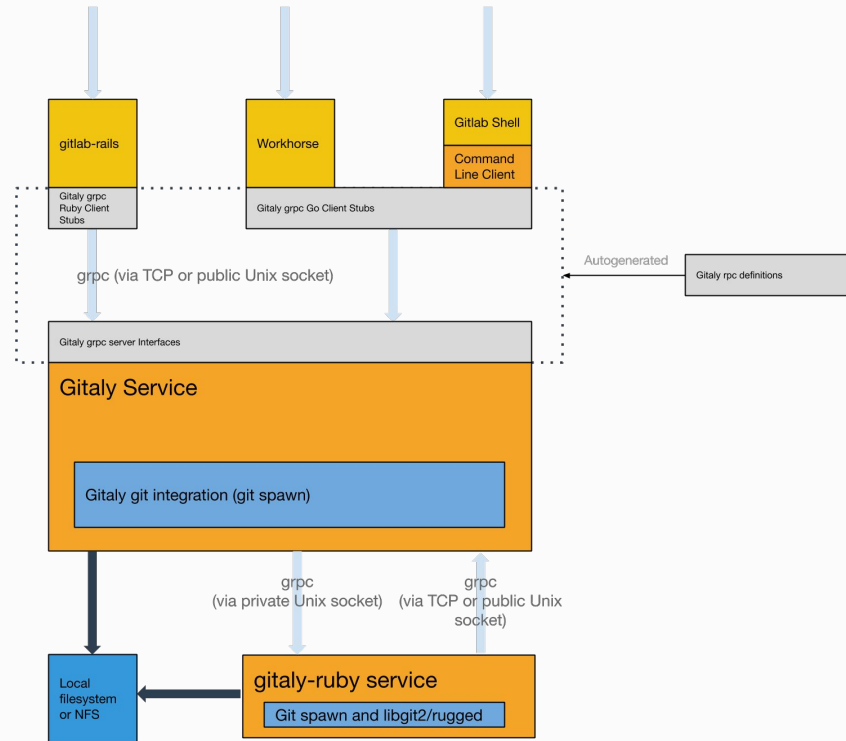 gitlab-rails
Workhorse
Gitlab Shell
Command
Line Client
Gitaly grpc
Ruby Client
Stubs
Gitaly grpc Go Client Stubs
Autogenerated
Gitaly rpc definitions
grpc (via TCP or public Unix socket)
Gitaly grpc server Interfaces
Gitaly Service
Gitaly git integration (git spawn)
grpc
(via private Unix socket)
grpc
(via TCP or public Unix
socket)
Local
filesystem
or NFS
gitaly-ruby service
Git spawn and libgit2/rugged